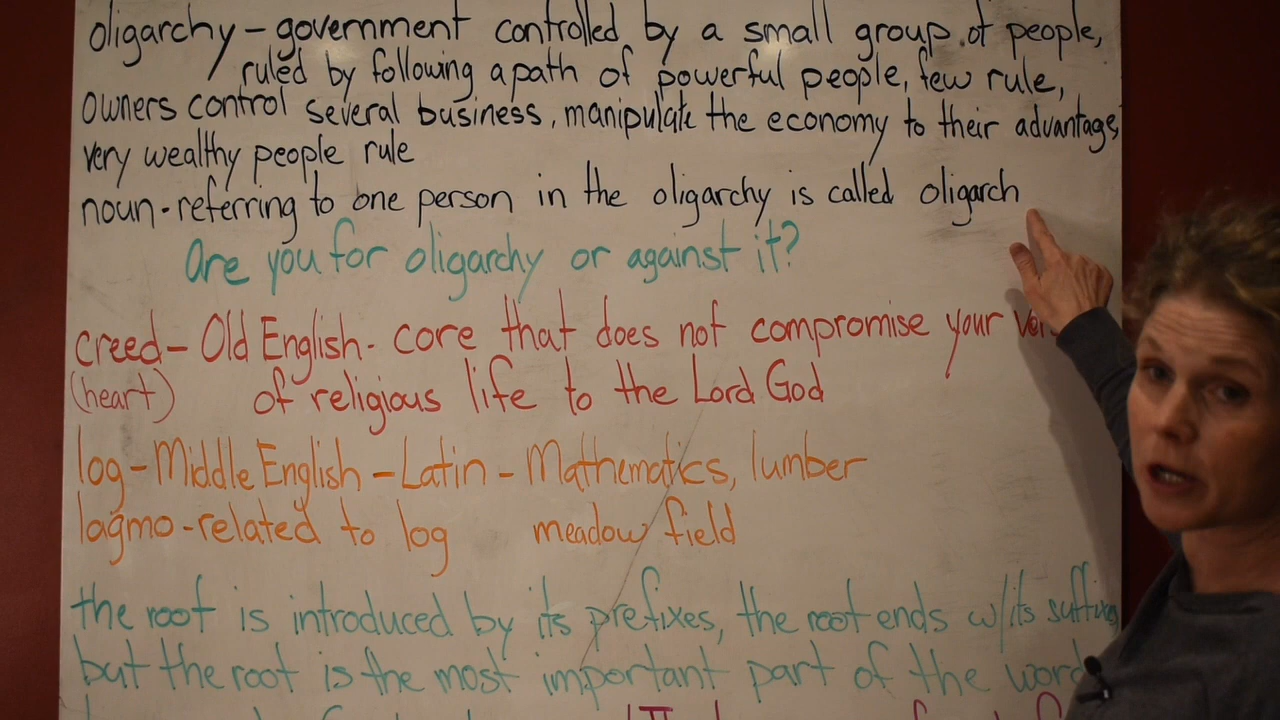 oligarchy - government controlled by a small group of people,
ruled by following a path of powerful people, few rule,
owners control several business, manipulate the economy to their advantage,
very wealthy people rule
noun - referring to one person in the oligarchy is called oligarch
Are you for oligarchy or against it?
creed - Old English - core that does not compromise your
(heart) of religious life to the Lord God
log - Middle English - Latin - Mathematics, lumber
lagmo - related to log meadow field
the root is introduced by its prefixes, the root ends w/its
but the root is the most important part of the word